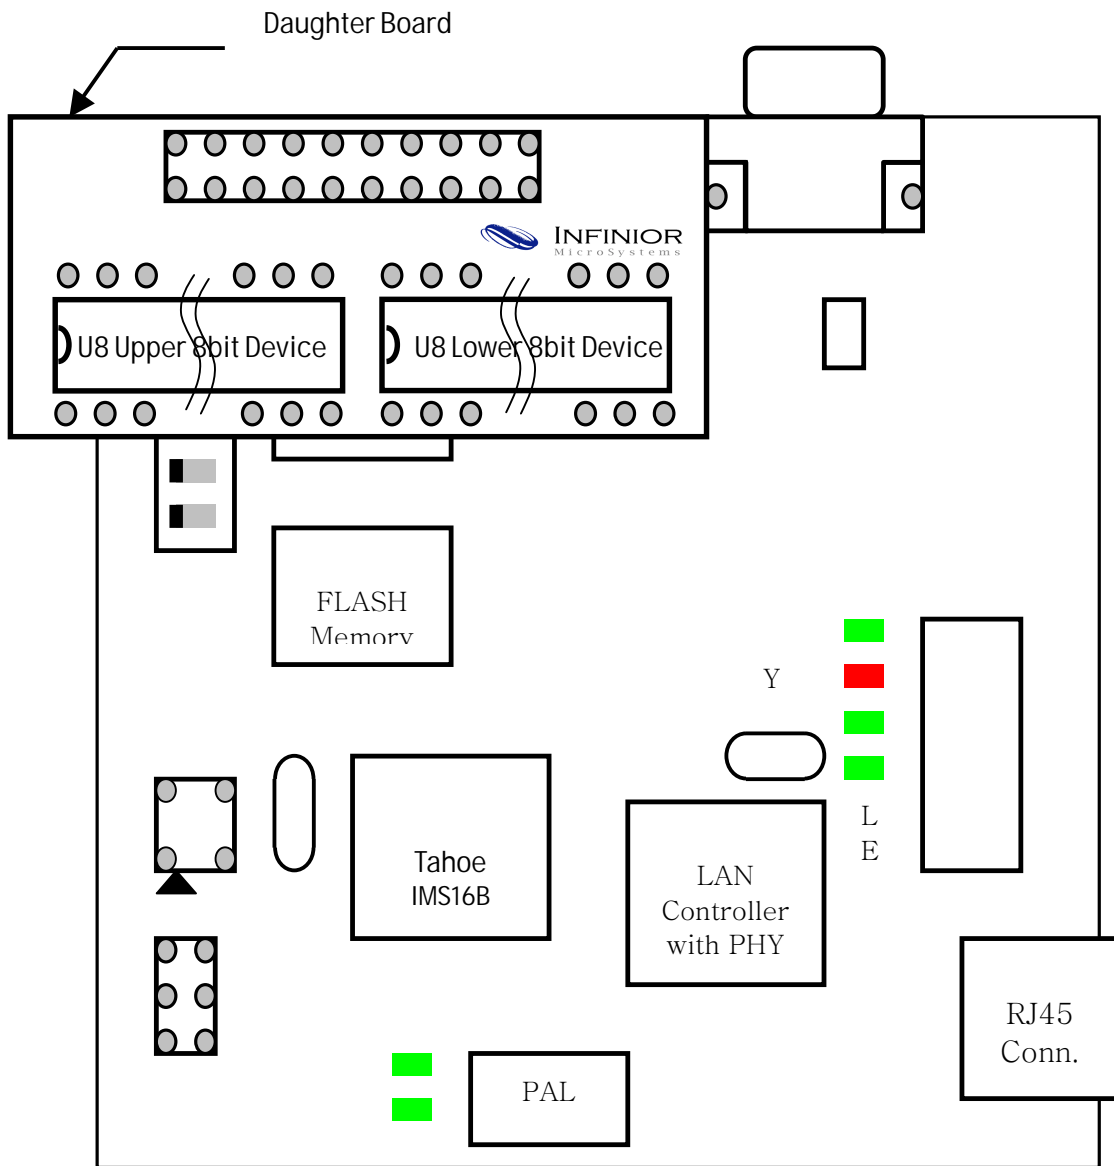 Daughter Board
INFINIOR
MicroSystems
U8 Upper 8bit Device
U8 Lower 8bit Device
FLASH
Memory
Y
L
E
Tahoe
IMS16B
LAN
Controller
with PHY
RJ45
Conn.
PAL